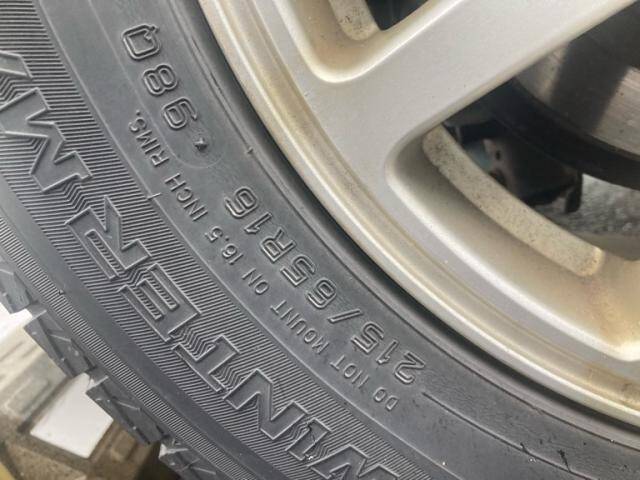 215/65R16 98Q
DO NOT MOUNT ON 16.5 INCH RIMS.
WINTER